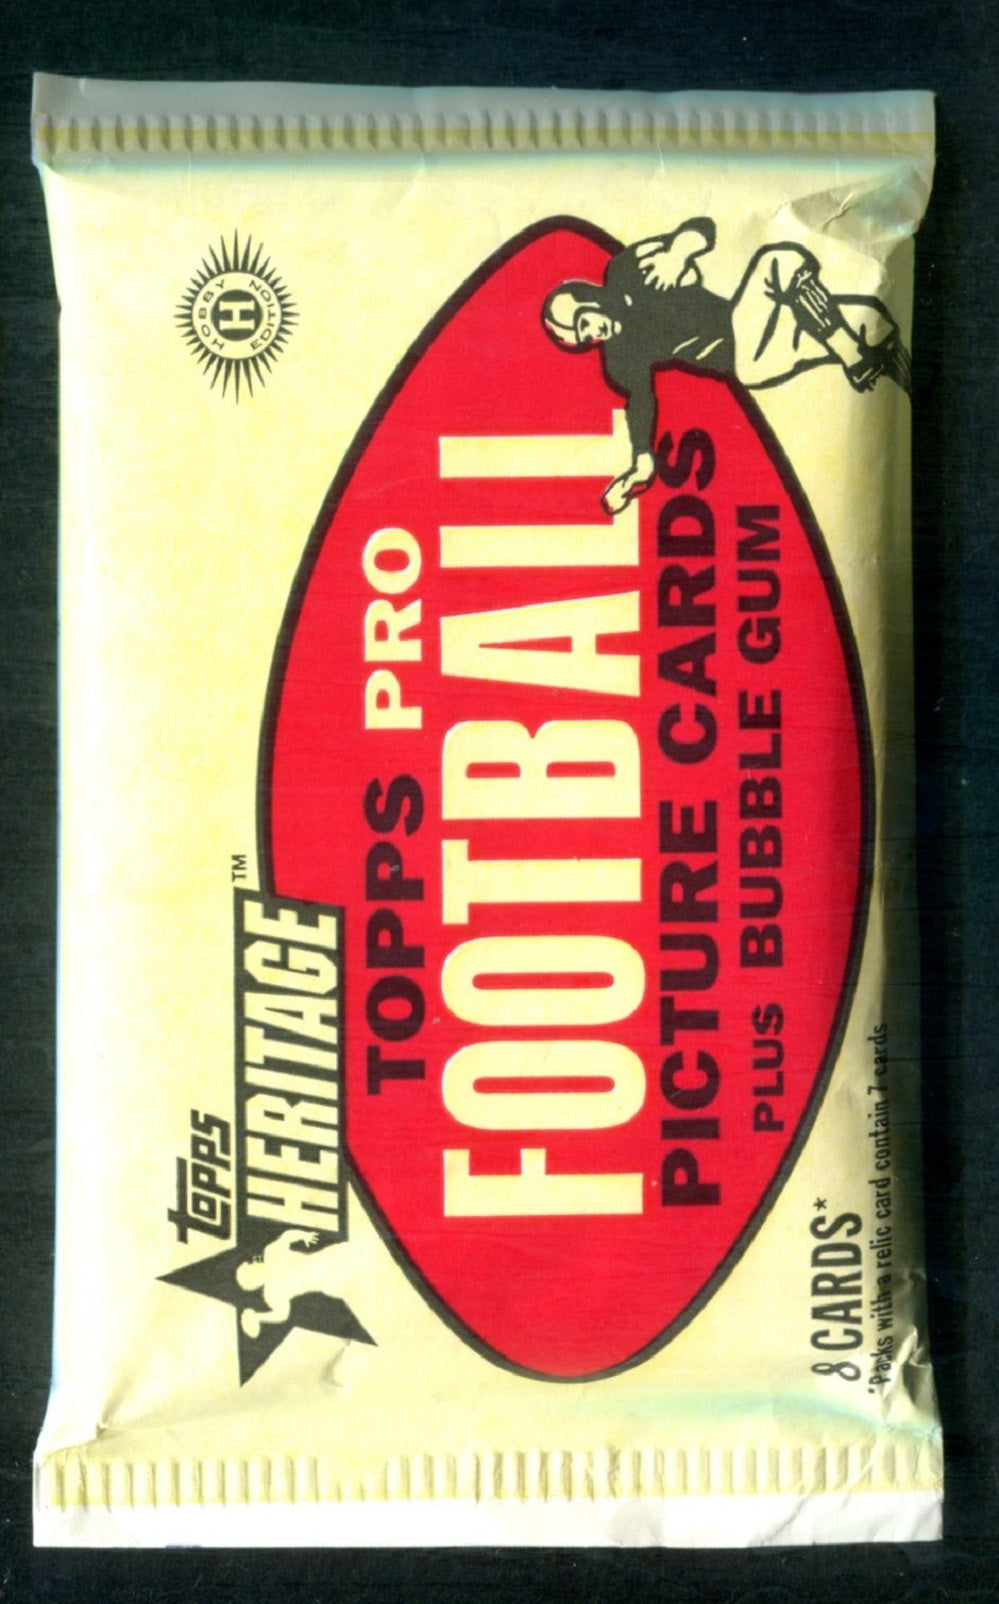 topps
HERITAGE™
HOBBY EDITION
H
TOPPS PRO
FOOTBALL
PICTURE CARDS
PLUS BUBBLE GUM
8 CARDS*
*Packs with a relic card contain 7 cards